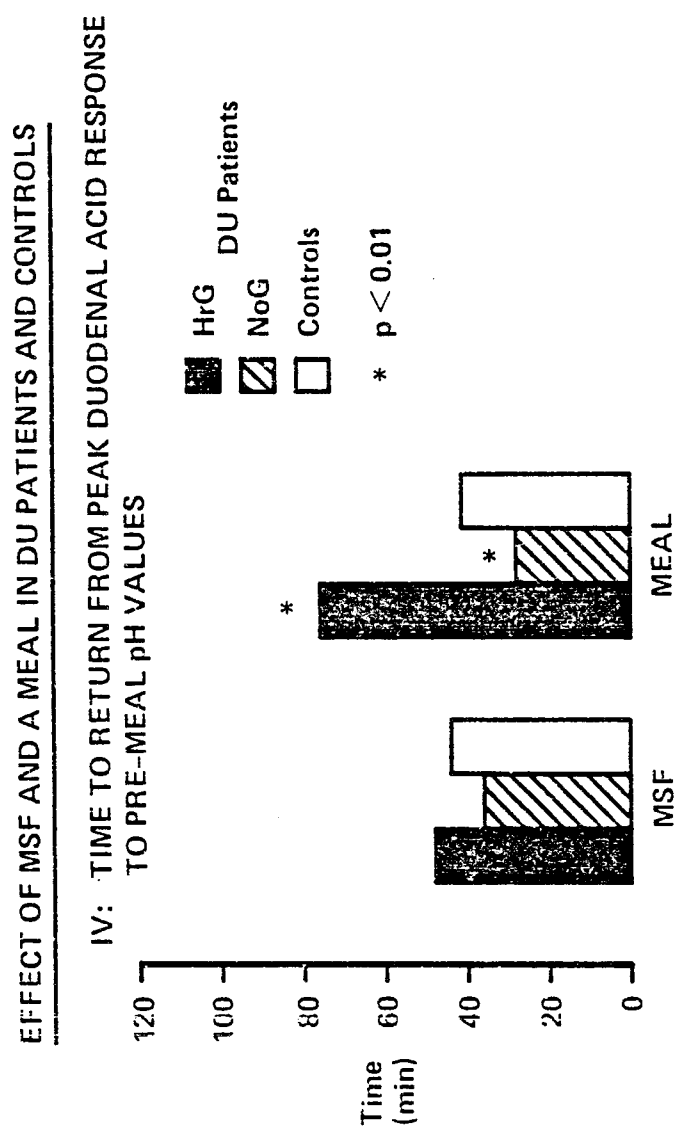 EFFECT OF MSF AND A MEAL IN DU PATIENTS AND CONTROLS
IV: TIME TO RETURN FROM PEAK DUODENAL ACID RESPONSE
TO PRE-MEAL pH VALUES
HrG
DU Patients
NoG
Controls
* p < 0.01
Time
(min)
120
100
80
60
40
20
0
*
*
MSF
MEAL